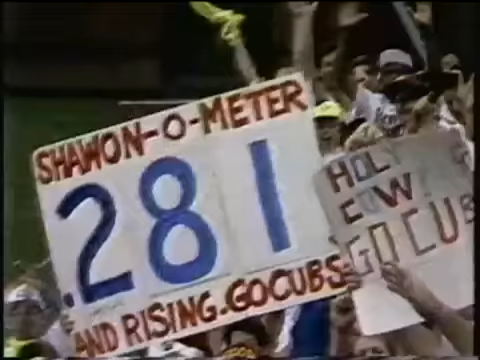 SHAWON-O-METER
.281
AND RISING. GO CUBS
HOLY
COW
GO CUBS